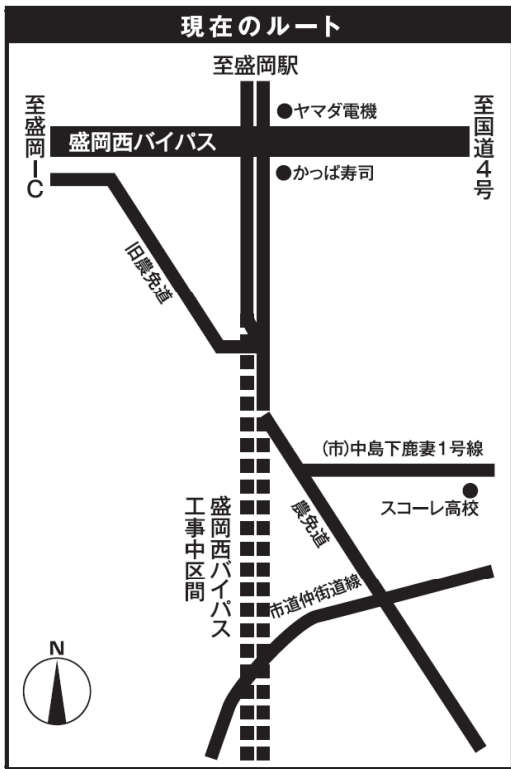 現在のルート
至盛岡駅
●ヤマダ電機
至盛岡IC
盛岡西バイパス
至国道4号
●かっぱ寿司
旧農免道
(市)中島下鹿妻1号線
スコーレ高校
農免道
盛岡西バイパス
工事中区間
市道仲街道線
N